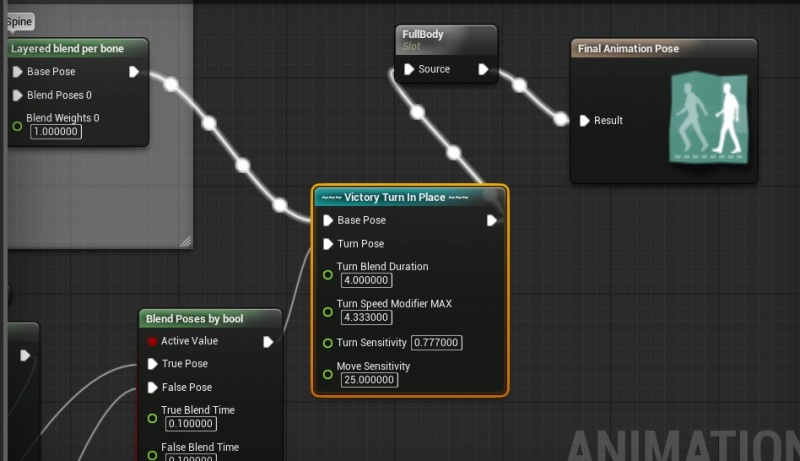 Spine
Layered blend per bone
Base Pose
Blend Poses 0
Blend Weights 0
1.000000
FullBody
Slot
Source
Final Animation Pose
Result
~~~ Victory Turn In Place ~~~
Base Pose
Turn Pose
Turn Blend Duration
4.000000
Turn Speed Modifier MAX
4.333000
Turn Sensitivity 0.777000
Move Sensitivity
25.000000
Blend Poses by bool
Active Value
True Pose
False Pose
True Blend Time
0.100000
False Blend Time
0.100000
ANIMATION